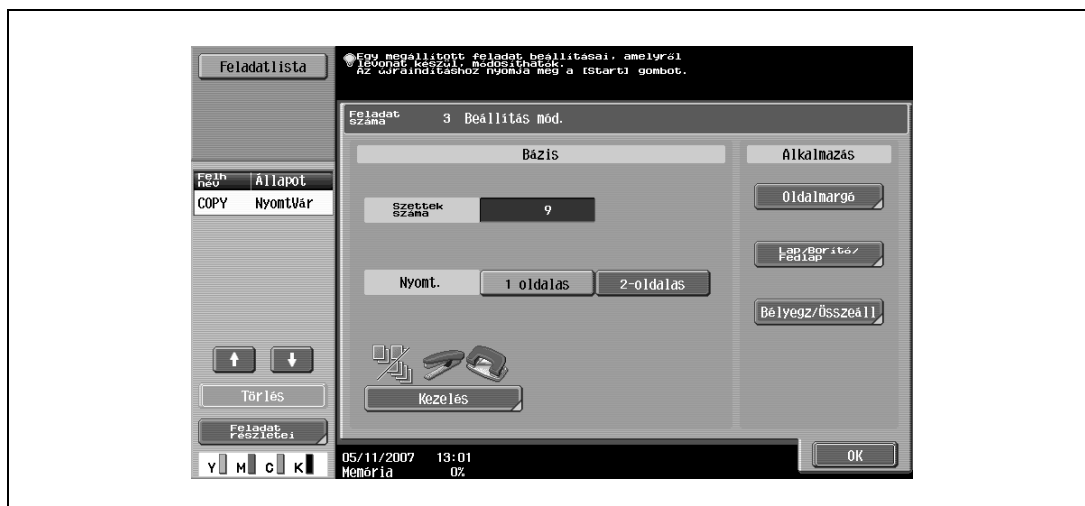 Feladatlista
Egy megállított feladat beállításai, amelyről
levonat készül, módosíthatók.
Az újraindításhoz nyomja meg a [Start] gombot.
Feladat
száma
3 Beállítás mód.
Bázis
Alkalmazás
Felh
név
Állapot
COPY NyomtVár
Szettek
száma
9
Oldalmargó
Lap/Borító/
Fedlap
Nyomt.
1 oldalas
2-oldalas
Bélyegz/Összeáll
Törlés
Kezelés
Feladat
részletei
Y M C K
05/11/2007 13:01
Memória 0%
OK